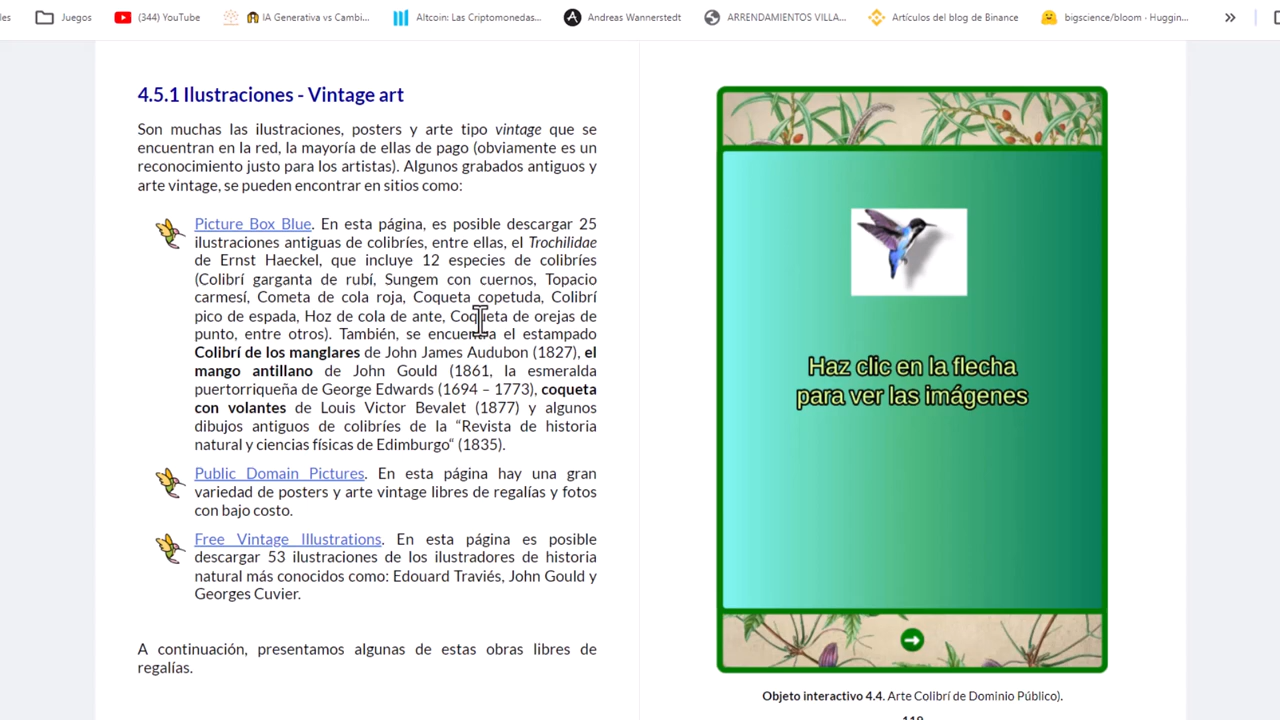 les
Juegos
(344) YouTube
IA Generativa vs Cambi...
Altcoin: Las Criptomonedas...
Andreas Wannerstedt
ARRENDAMIENTOS VILLA...
Artículos del blog de Binance
bigscience/bloom - Huggin...
4.5.1 Ilustraciones - Vintage art
Son muchas las ilustraciones, posters y arte tipo vintage que se
encuentran en la red, la mayoría de ellas de pago (obviamente es un
reconocimiento justo para los artistas). Algunos grabados antiguos y
arte vintage, se pueden encontrar en sitios como:
Picture Box Blue. En esta página, es posible descargar 25
ilustraciones antiguas de colibríes, entre ellas, el Trochilidae
de Ernst Haeckel, que incluye 12 especies de colibríes
(Colibrí garganta de rubí, Sungem con cuernos, Topacio
carmesí, Cometa de cola roja, Coqueta copetuda, Colibrí
pico de espada, Hoz de cola de ante, Coqueta de orejas de
punto, entre otros). También, se encuentra el estampado
Colibrí de los manglares de John James Audubon (1827), el
mango antillano de John Gould (1861, la esmeralda
puertorriqueña de George Edwards (1694 – 1773), coqueta
con volantes de Louis Victor Bevalet (1877) y algunos
dibujos antiguos de colibríes de la “Revista de historia
natural y ciencias físicas de Edimburgo“ (1835).
Public Domain Pictures. En esta página hay una gran
variedad de posters y arte vintage libres de regalías y fotos
con bajo costo.
Free Vintage Illustrations. En esta página es posible
descargar 53 ilustraciones de los ilustradores de historia
natural más conocidos como: Edouard Traviés, John Gould y
Georges Cuvier.
A continuación, presentamos algunas de estas obras libres de
regalías.
Haz clic en la flecha
para ver las imágenes
Objeto interactivo 4.4. Arte Colibrí de Dominio Público).